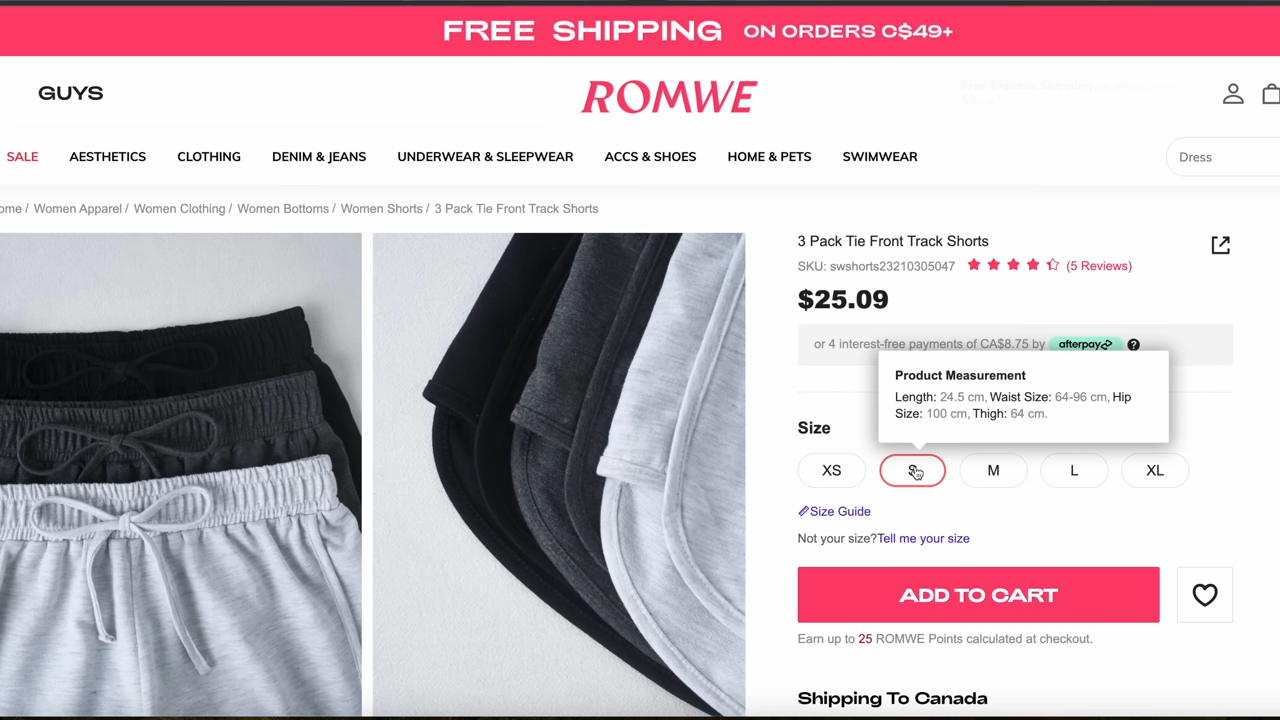 FREE SHIPPING ON ORDERS C$49+
GUYS
ROMWE
Free Express Shipping
SALE AESTHETICS CLOTHING DENIM & JEANS UNDERWEAR & SLEEPWEAR ACCS & SHOES HOME & PETS SWIMWEAR
Dress
ome / Women Apparel / Women Clothing / Women Bottoms / Women Shorts / 3 Pack Tie Front Track Shorts
3 Pack Tie Front Track Shorts
SKU: swshorts23210305047 (5 Reviews)
$25.09
or 4 interest-free payments of CA$8.75 by afterpay ?
Product Measurement
Length: 24.5 cm, Waist Size: 64-96 cm, Hip
Size: 100 cm, Thigh: 64 cm.
Size
XS S M L XL
Size Guide
Not your size?Tell me your size
ADD TO CART
Earn up to 25 ROMWE Points calculated at checkout.
Shipping To Canada